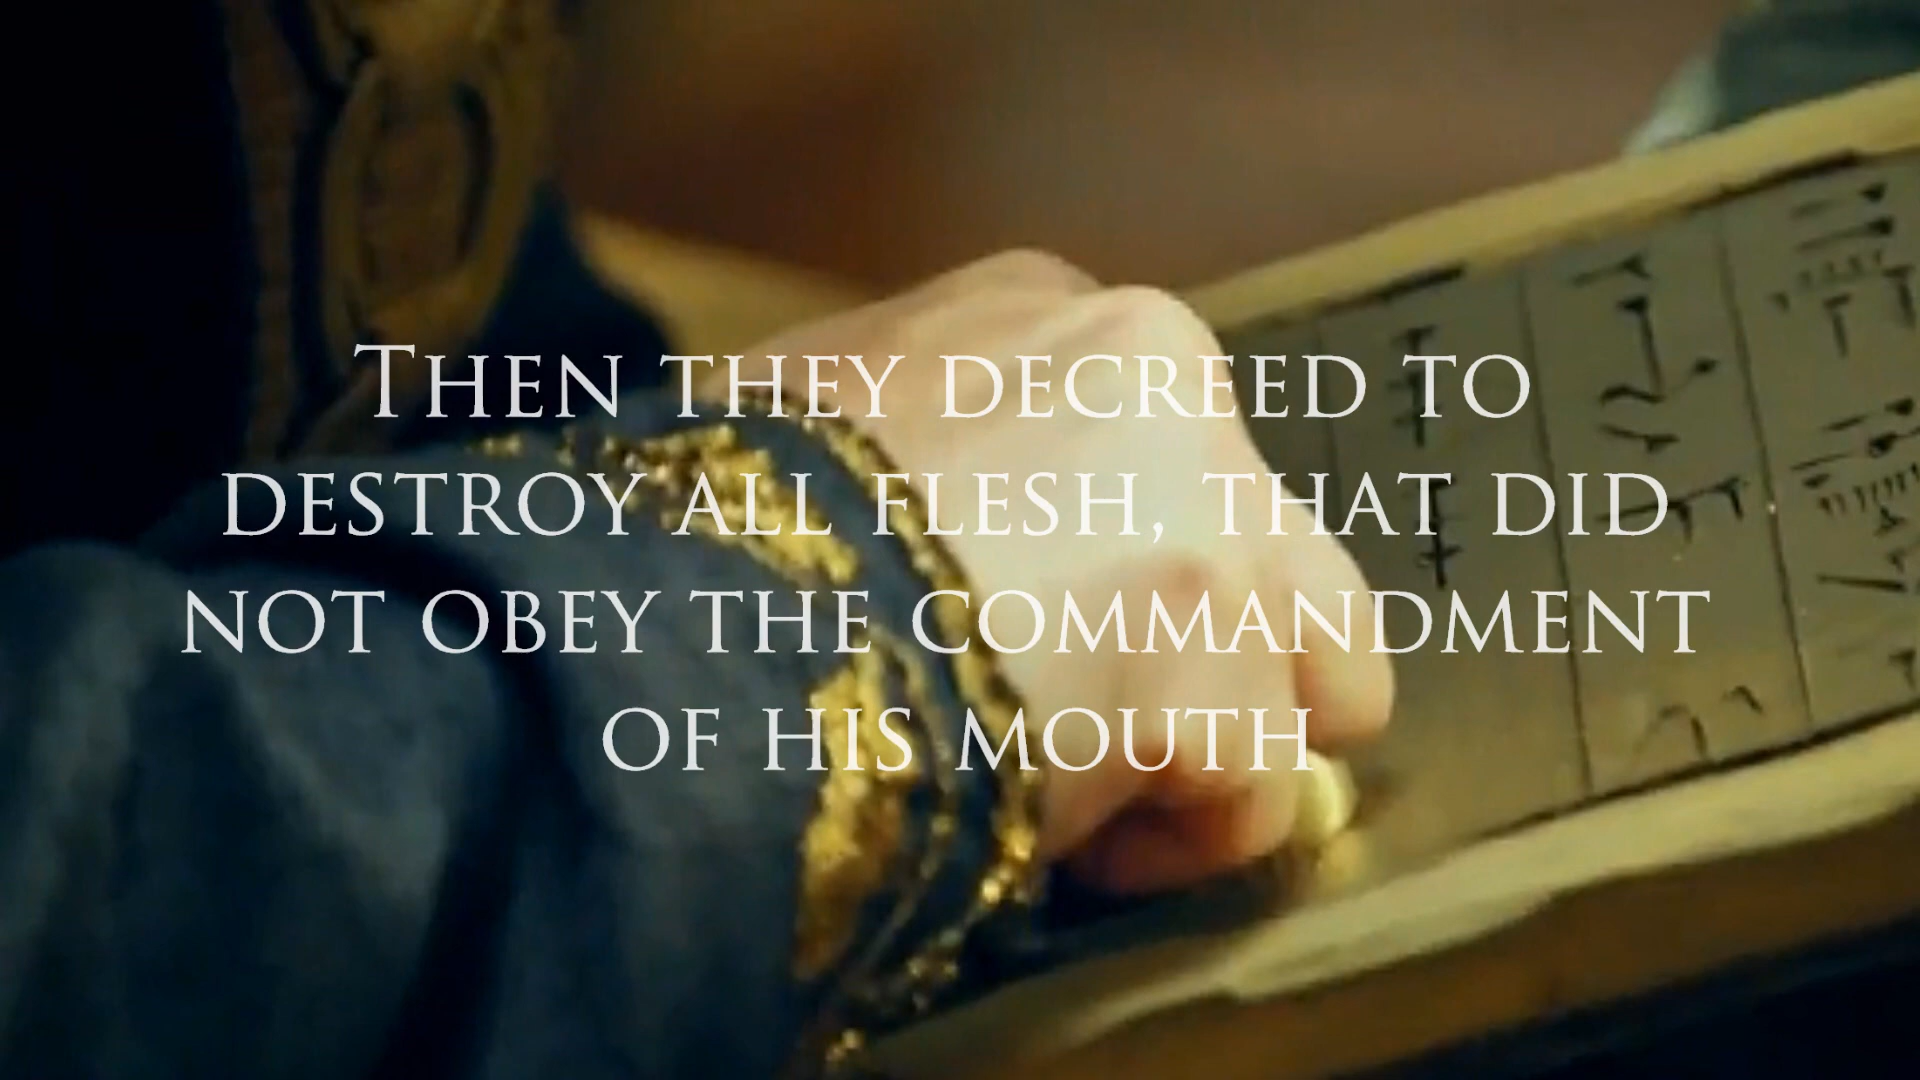 Then they decreed to
destroy all flesh, that did
not obey the commandment
of his mouth